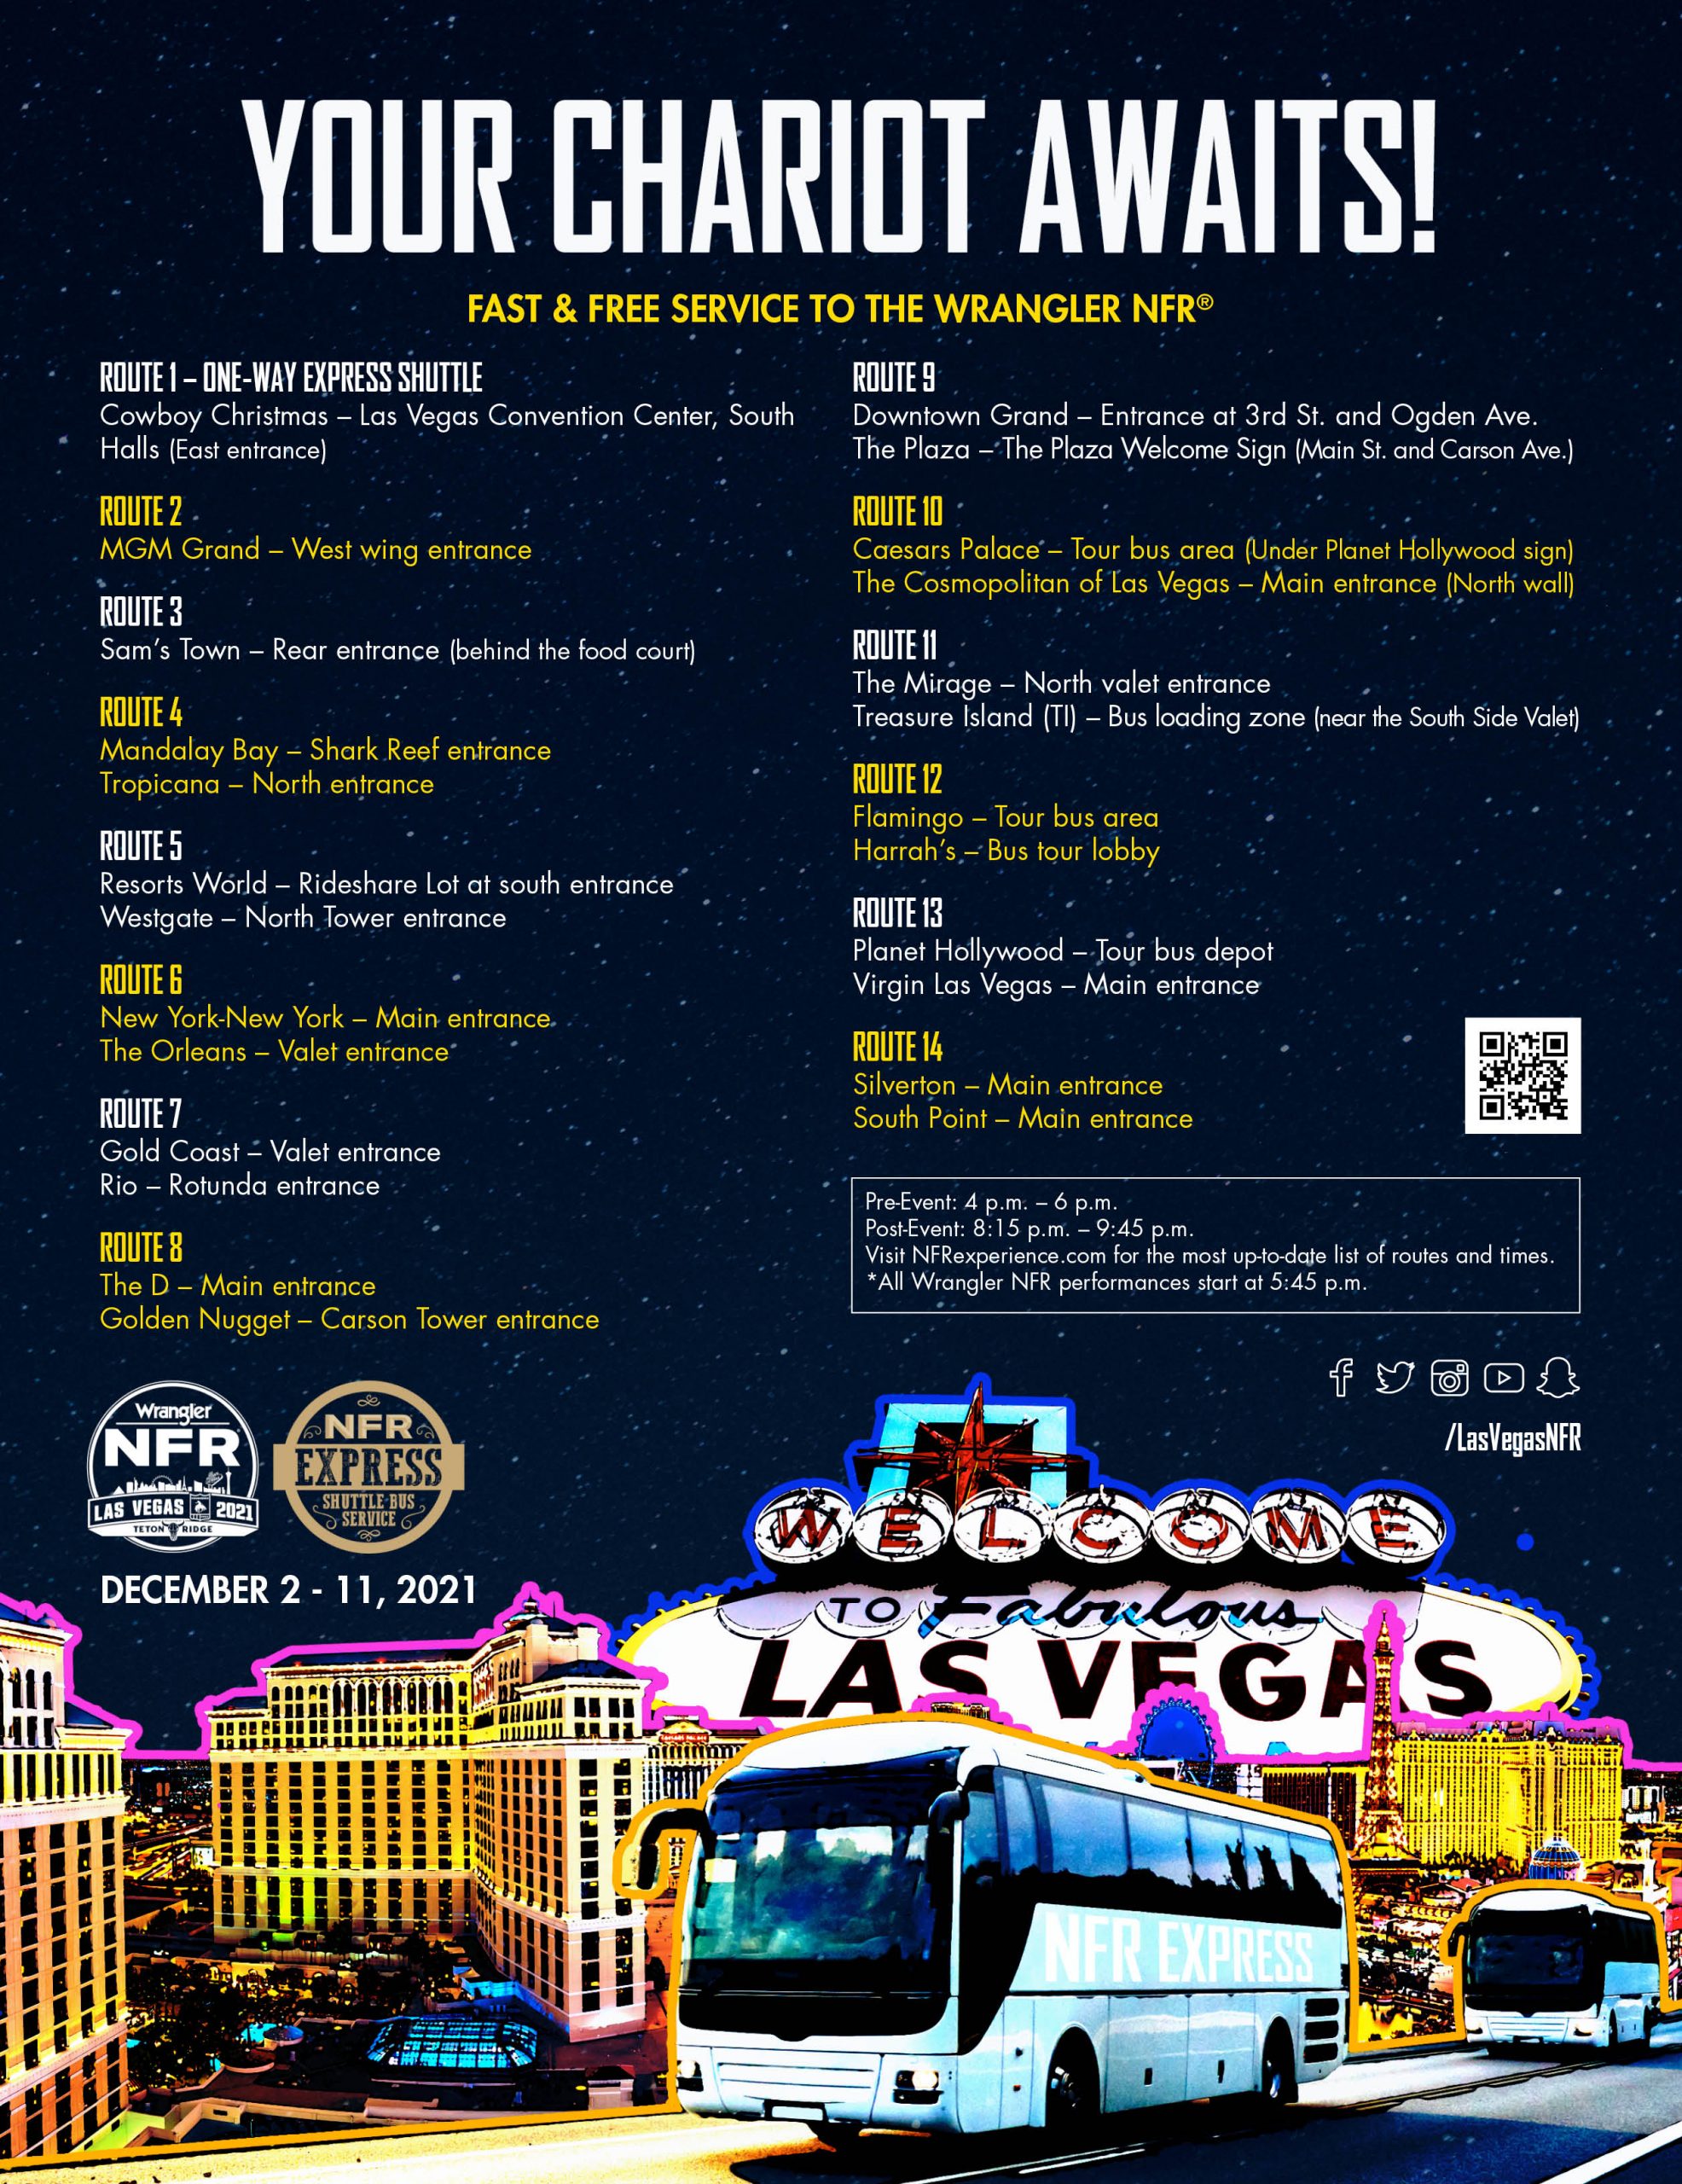 YOUR CHARIOT AWAITS!
FAST & FREE SERVICE TO THE WRANGLER NFR®
ROUTE 1 – ONE-WAY EXPRESS SHUTTLE
Cowboy Christmas – Las Vegas Convention Center, South
Halls (East entrance)
ROUTE 2
MGM Grand – West wing entrance
ROUTE 3
Sam's Town – Rear entrance (behind the food court)
ROUTE 4
Mandalay Bay – Shark Reef entrance
Tropicana – North entrance
ROUTE 5
Resorts World – Rideshare Lot at south entrance
Westgate – North Tower entrance
ROUTE 6
New York-New York – Main entrance
The Orleans – Valet entrance
ROUTE 7
Gold Coast – Valet entrance
Rio – Rotunda entrance
ROUTE 8
The D – Main entrance
Golden Nugget – Carson Tower entrance
ROUTE 9
Downtown Grand – Entrance at 3rd St. and Ogden Ave.
The Plaza – The Plaza Welcome Sign (Main St. and Carson Ave.)
ROUTE 10
Caesars Palace – Tour bus area (Under Planet Hollywood sign)
The Cosmopolitan of Las Vegas – Main entrance (North wall)
ROUTE 11
The Mirage – North valet entrance
Treasure Island (TI) – Bus loading zone (near the South Side Valet)
ROUTE 12
Flamingo – Tour bus area
Harrah's – Bus tour lobby
ROUTE 13
Planet Hollywood – Tour bus depot
Virgin Las Vegas – Main entrance
ROUTE 14
Silverton – Main entrance
South Point – Main entrance
Pre-Event: 4 p.m. – 6 p.m.
Post-Event: 8:15 p.m. – 9:45 p.m.
Visit NFRexperience.com for the most up-to-date list of routes and times.
*All Wrangler NFR performances start at 5:45 p.m.
/LasVegasNFR
Wrangler
NFR
LAS VEGAS 2021
TETON RIDGE
NFR
EXPRESS
SHUTTLE BUS
SERVICE
DECEMBER 2 - 11, 2021
WELCOME
TO Fabulous
LAS VEGAS
CAESARS PALACE
NFR EXPRESS